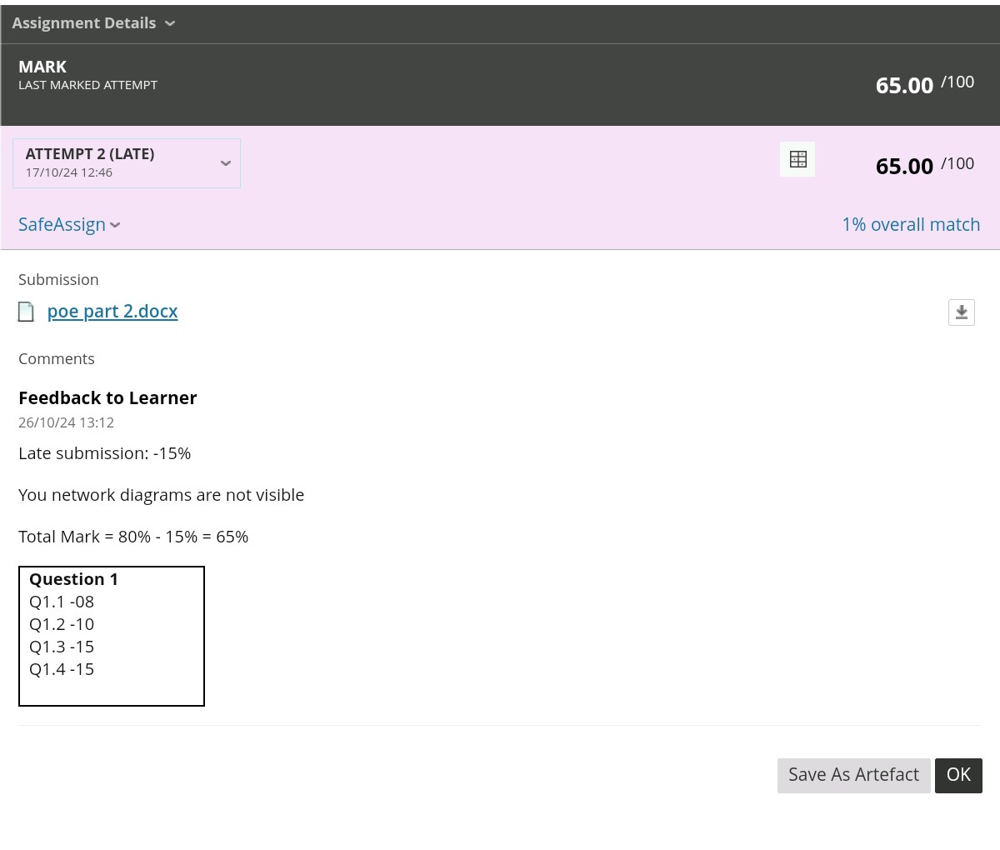 Assignment Details
MARK
LAST MARKED ATTEMPT
65.00 /100
ATTEMPT 2 (LATE)
17/10/24 12:46
65.00 /100
SafeAssign
1% overall match
Submission
poe part 2.docx
Comments
Feedback to Learner
26/10/24 13:12
Late submission: -15%
You network diagrams are not visible
Total Mark = 80% - 15% = 65%
Question 1
Q1.1 -08
Q1.2 -10
Q1.3 -15
Q1.4 -15
Save As Artefact
OK